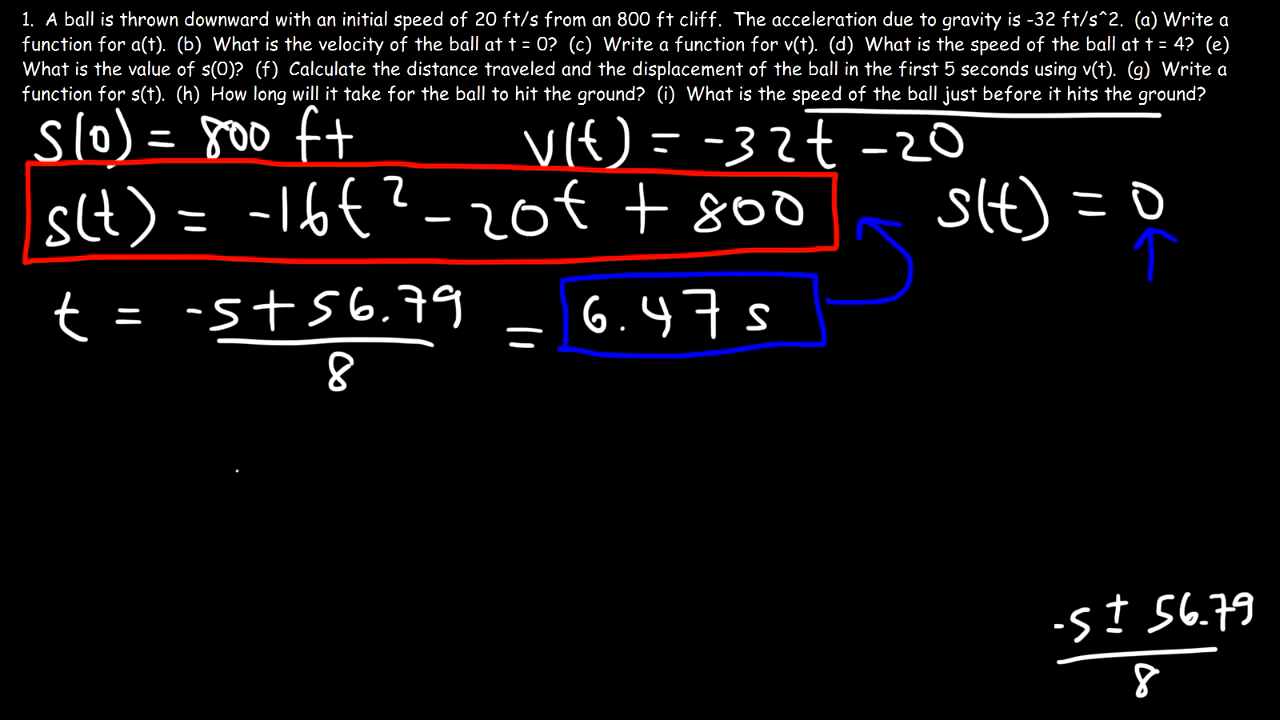 1. A ball is thrown downward with an initial speed of 20 ft/s from an 800 ft cliff. The acceleration due to gravity is -32 ft/s^2. (a) Write a
function for a(t). (b) What is the velocity of the ball at t = 0? (c) Write a function for v(t). (d) What is the speed of the ball at t = 4? (e)
What is the value of s(0)? (f) Calculate the distance traveled and the displacement of the ball in the first 5 seconds using v(t). (g) Write a
function for s(t). (h) How long will it take for the ball to hit the ground? (i) What is the speed of the ball just before it hits the ground?
s(0) = 800 ft v(t) = -32t - 20
s(t) = -16t² - 20t + 800 s(t) = 0
t = -5 + 56.79 / 8 = 6.47 s
-5 ± 56.79
8